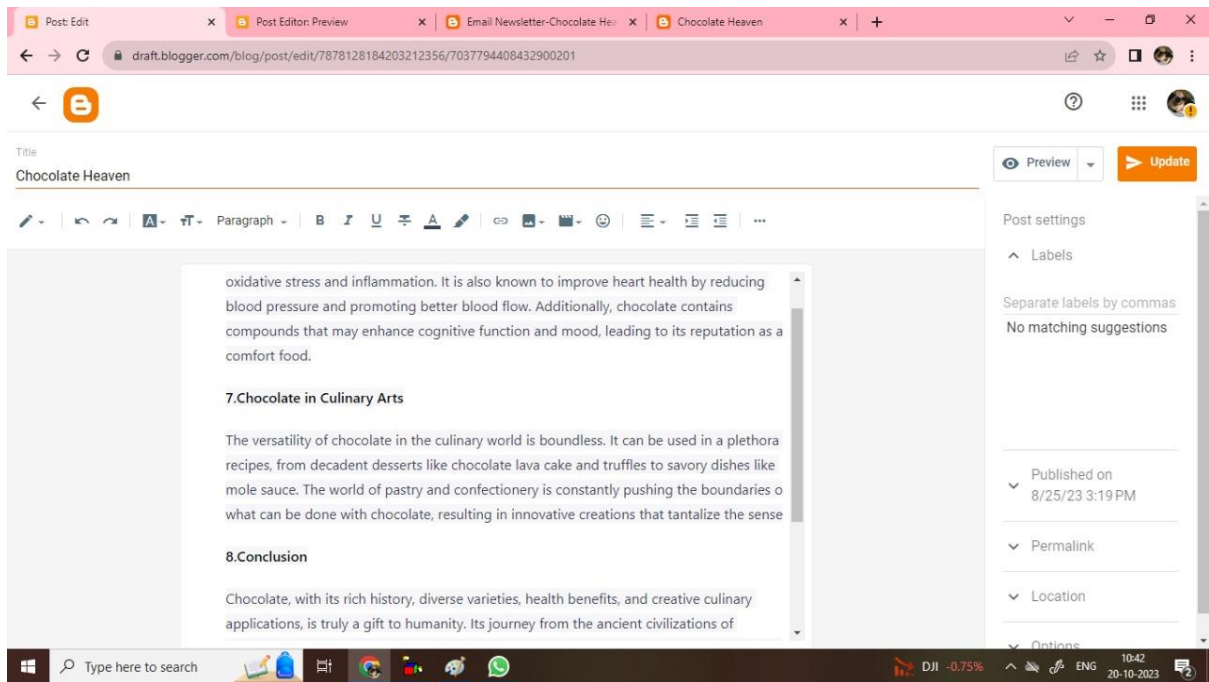 Post: Edit
Post Editor: Preview
Email Newsletter-Chocolate Hea
Chocolate Heaven
draft.blogger.com/blog/post/edit/7878128184203212356/7037794408432900201
Title
Chocolate Heaven
Preview
Update
Paragraph
B I U A
Post settings
Labels
Separate labels by commas
No matching suggestions
oxidative stress and inflammation. It is also known to improve heart health by reducing
blood pressure and promoting better blood flow. Additionally, chocolate contains
compounds that may enhance cognitive function and mood, leading to its reputation as a
comfort food.
7.Chocolate in Culinary Arts
The versatility of chocolate in the culinary world is boundless. It can be used in a plethora
recipes, from decadent desserts like chocolate lava cake and truffles to savory dishes like
mole sauce. The world of pastry and confectionery is constantly pushing the boundaries o
what can be done with chocolate, resulting in innovative creations that tantalize the sense
8.Conclusion
Chocolate, with its rich history, diverse varieties, health benefits, and creative culinary
applications, is truly a gift to humanity. Its journey from the ancient civilizations of
Published on
8/25/23 3:19 PM
Permalink
Location
Options
Type here to search
DJI -0.75%
ENG
10:42
20-10-2023
2